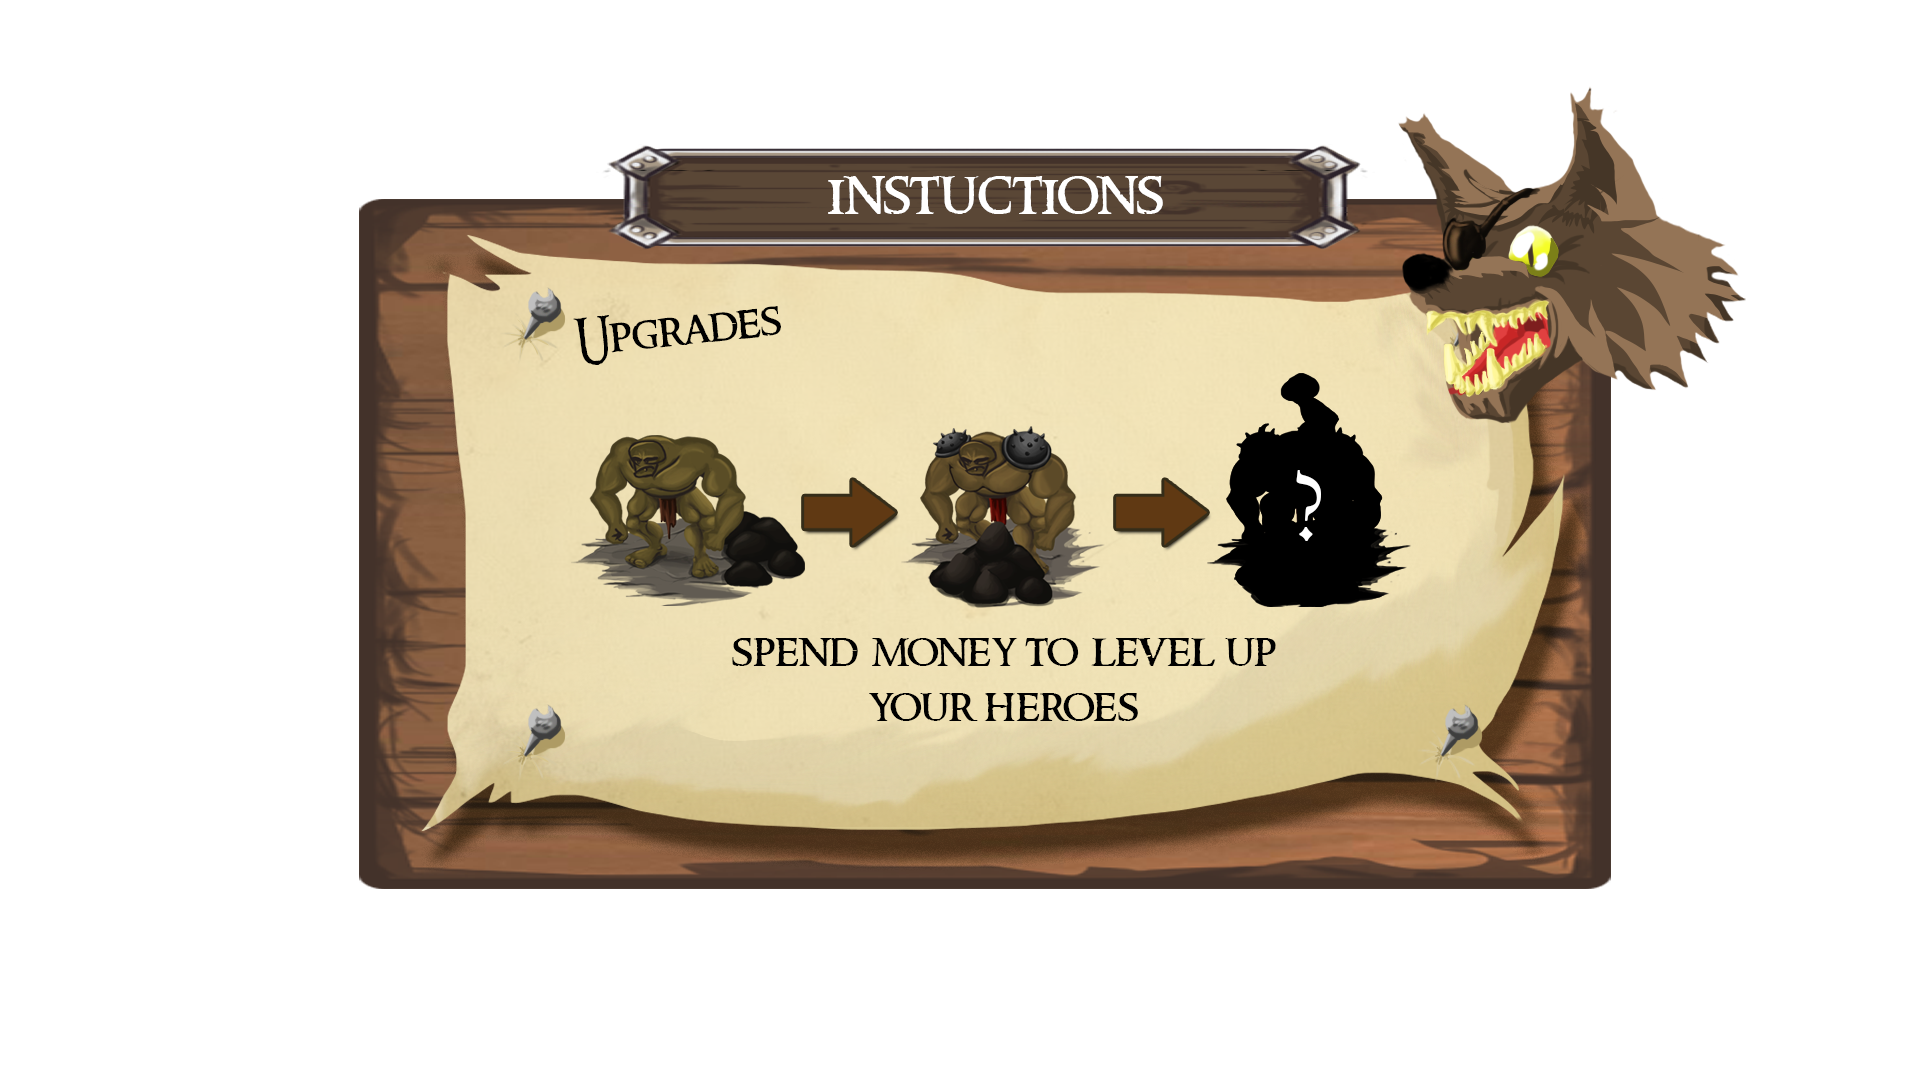 INSTUCTIONS
UPGRADES
?
SPEND MONEY TO LEVEL UP
YOUR HEROES